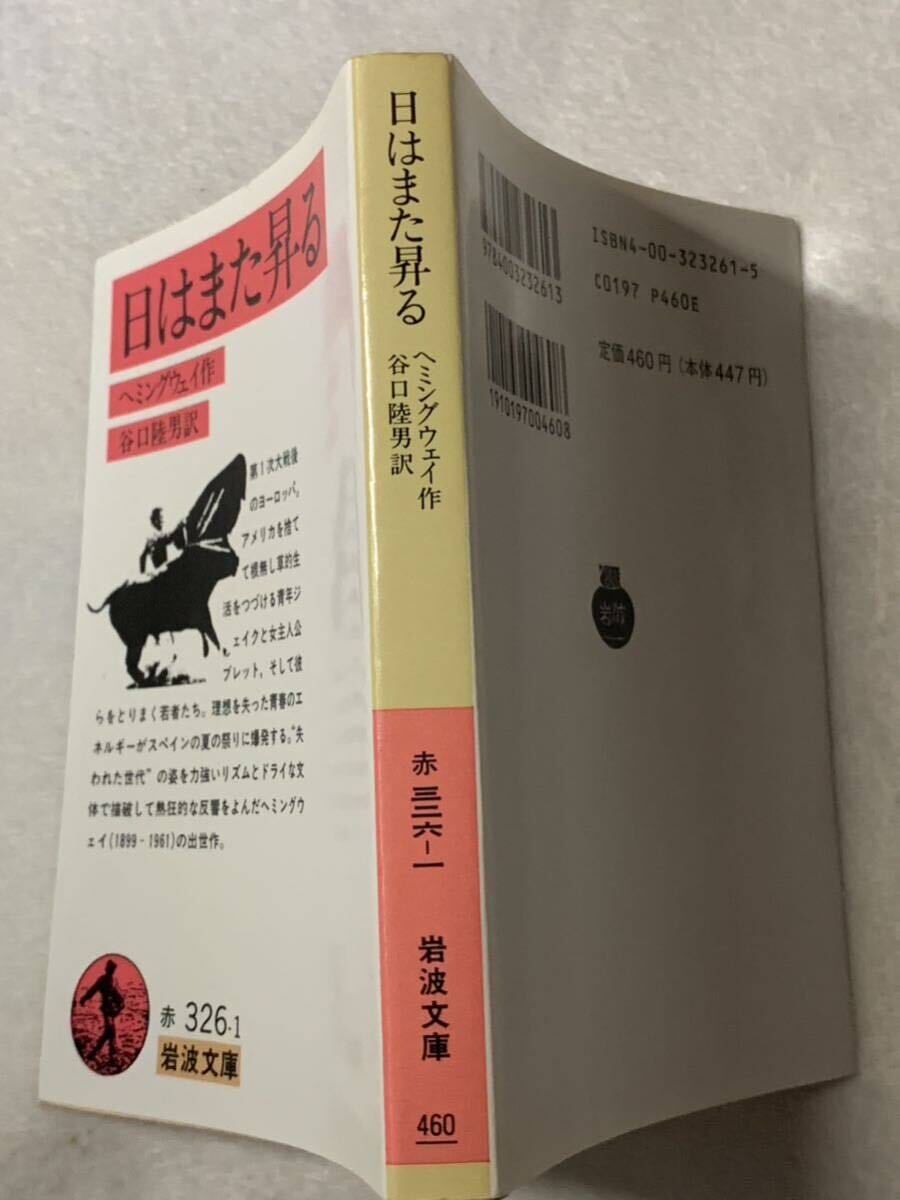 日はまた昇る
ヘミングウェイ作
谷口陸男訳
第1次大戦後
のヨーロッパ。
アメリカを捨て
て根無し草的生
活をつづける青年ジ
ェイクと女主人公
ブレット，そして彼
らをとりまく若者たち。理想を失った青春のエ
ネルギーがスペインの夏の祭りに爆発する。“失
われた世代”の姿を力強いリズムとドライな文
体で描破して熱狂的な反響をよんだヘミングウ
ェイ(1899-1961)の出世作。
赤 326-1
岩波文庫
日はまた昇る
ヘミングウェイ作
谷口陸男訳
赤 三二六-一
岩波文庫
460
9784003232613
1910197004608
ISBN4-00-323261-5
C0197 P460E
定価460円（本体447円）